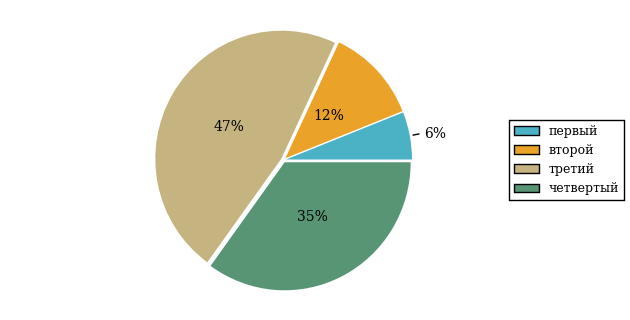 47%
12%
6%
35%
первый
второй
третий
четвертый